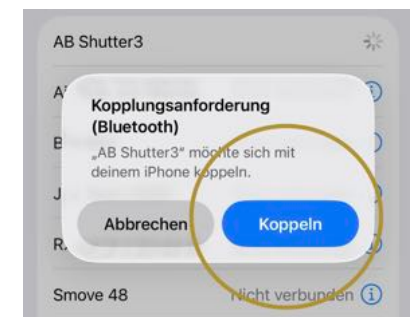 AB Shutter3
Kopplungsanforderung
(Bluetooth)
„AB Shutter3“ möchte sich mit
deinem iPhone koppeln.
Abbrechen
Koppeln
Smove 48
Nicht verbunden